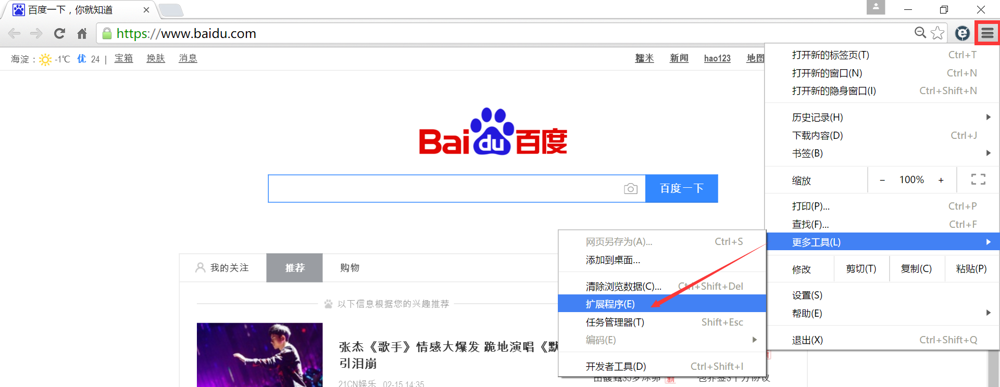 百度一下，你就知道
https://www.baidu.com
海淀： -1℃ 优 24 | 宝箱 换肤 消息
糯米 新闻 hao123 地图
Bai du 百度
百度一下
我的关注 推荐 购物
以下信息根据您的兴趣推荐
张杰《歌手》情感大爆发 跪地演唱《默
引泪崩
21CN娱乐 02-15 14:35
打开新的标签页(T) Ctrl+T
打开新的窗口(N) Ctrl+N
打开新的隐身窗口(I) Ctrl+Shift+N
历史记录(H)
下载内容(D) Ctrl+J
书签(B)
缩放 − 100% +
打印(P)... Ctrl+P
查找(F)... Ctrl+F
更多工具(L)
修改 剪切(T) 复制(C) 粘贴(P)
设置(S)
帮助(E)
退出(X) Ctrl+Shift+Q
网页另存为(A)... Ctrl+S
添加到桌面...
清除浏览数据(C)... Ctrl+Shift+Del
扩展程序(E)
任务管理器(T) Shift+Esc
编码(E)
开发者工具(D) Ctrl+Shift+I
新